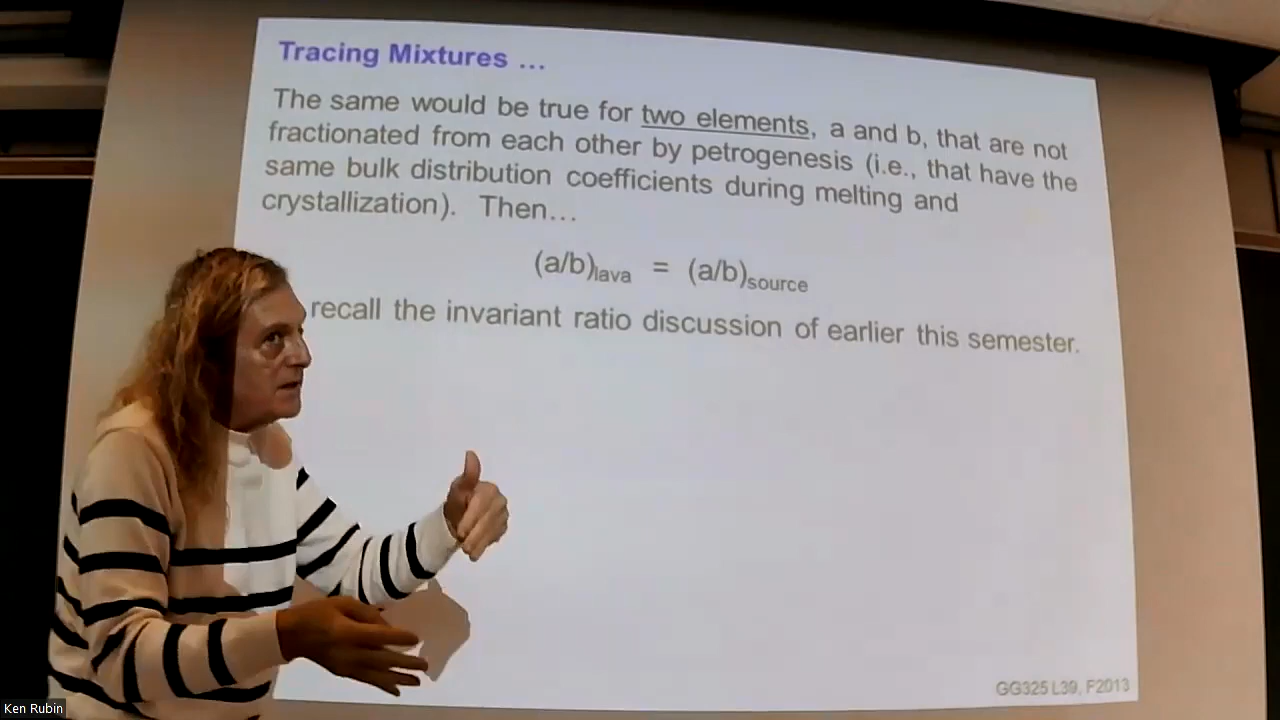 Tracing Mixtures ...
The same would be true for two elements, a and b, that are not
fractionated from each other by petrogenesis (i.e., that have the
same bulk distribution coefficients during melting and
crystallization). Then...
(a/b)lava = (a/b)source
recall the invariant ratio discussion of earlier this semester.
GG325 L39, F2013
Ken Rubin